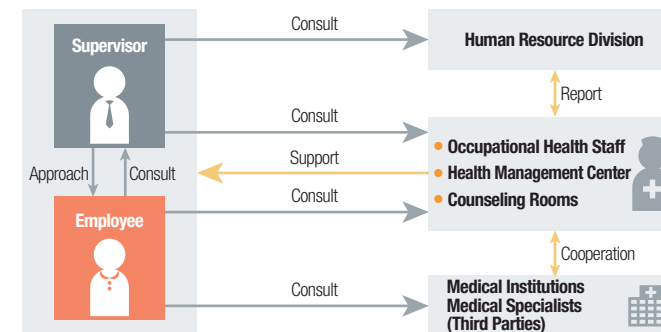 Supervisor
Consult
Human Resource Division
Report
Consult
Occupational Health Staff
Support
Health Management Center
Approach
Consult
Consult
Counseling Rooms
Employee
Cooperation
Consult
Medical Institutions
Medical Specialists
(Third Parties)